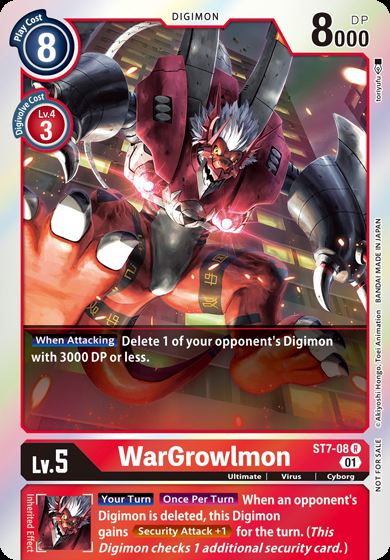 Play Cost
8
DIGIMON
DP
8000
Digivolve Cost
Lv.4
3
toriyufu
©Akiyoshi Hongo, Toei Animation BANDAI MADE IN JAPAN
NOT FOR SALE
When Attacking Delete 1 of your opponent's Digimon
with 3000 DP or less.
Lv.5
WarGrowlmon
ST7-08 R
01
Ultimate | Virus | Cyborg
Inherited Effect
Your Turn Once Per Turn When an opponent's
Digimon is deleted, this Digimon
gains Security Attack +1 for the turn. (This
Digimon checks 1 additional security card.)